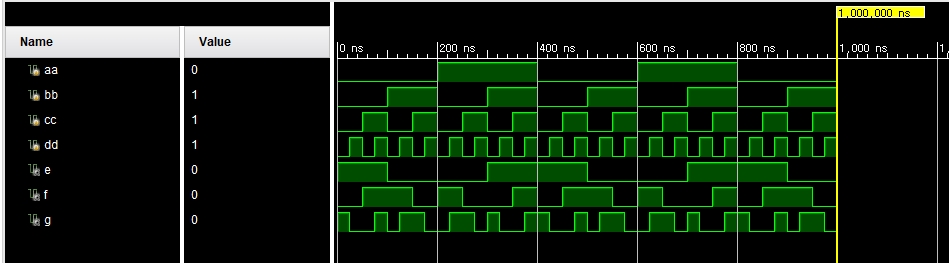 1,000,000 ns
Name Value
0 ns 200 ns 400 ns 600 ns 800 ns 1,000 ns 1,
aa 0
bb 1
cc 1
dd 1
e 0
f 0
g 0